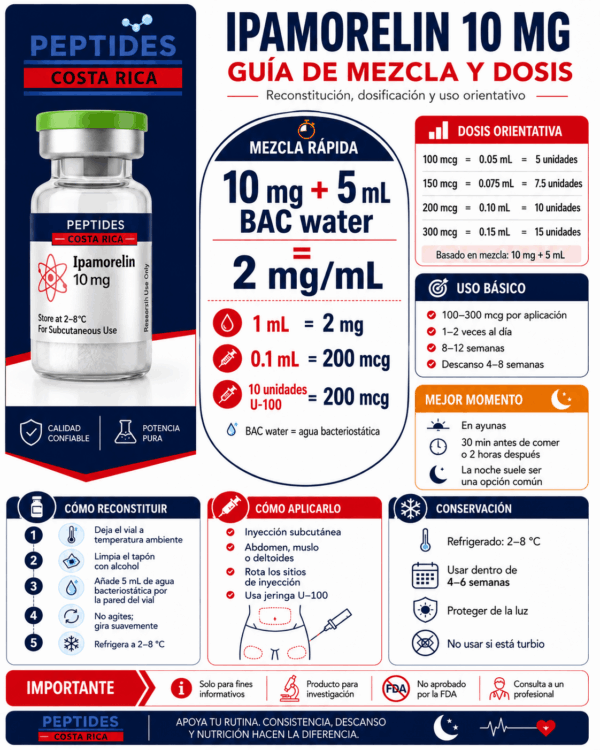 PEPTIDES
COSTA RICA
IPAMORELIN 10 MG
GUÍA DE MEZCLA Y DOSIS
Reconstitución, dosificación y uso orientativo
PEPTIDES
COSTA RICA
Ipamorelin
10 mg
Store at 2–8°C
For Subcutaneous Use
Research Use Only
CALIDAD
CONFIABLE
POTENCIA
PURA
MEZCLA RÁPIDA
10 mg + 5 mL
BAC water
=
2 mg/mL
1 mL = 2 mg
0.1 mL = 200 mcg
10 unidades
U-100 = 200 mcg
BAC water = agua bacteriostática
DOSIS ORIENTATIVA
100 mcg = 0.05 mL = 5 unidades
150 mcg = 0.075 mL = 7.5 unidades
200 mcg = 0.10 mL = 10 unidades
300 mcg = 0.15 mL = 15 unidades
Basado en mezcla: 10 mg + 5 mL
USO BÁSICO
100–300 mcg por aplicación
1–2 veces al día
8–12 semanas
Descanso 4–8 semanas
MEJOR MOMENTO
En ayunas
30 min antes de comer
o 2 horas después
La noche suele ser
una opción común
CÓMO RECONSTITUIR
1 Deja el vial a
temperatura ambiente
2 Limpia el tapón
con alcohol
3 Añade 5 mL de agua
bacteriostática por
la pared del vial
4 No agites;
gira suavemente
5 Refrigera a 2–8 °C
CÓMO APLICARLO
Inyección subcutánea
Abdomen, muslo
o deltoides
Rota los sitios
de inyección
Usa jeringa U–100
CONSERVACIÓN
Refrigerado: 2–8 °C
Usar dentro de
4–6 semanas
Proteger de la luz
No usar si está turbio
IMPORTANTE
Solo para fines
informativos
Producto para
investigación
FDA
No aprobado
por la FDA
Consulta a un
profesional
PEPTIDES
COSTA RICA
APOYA TU RUTINA. CONSISTENCIA, DESCANSO
Y NUTRICIÓN HACEN LA DIFERENCIA.